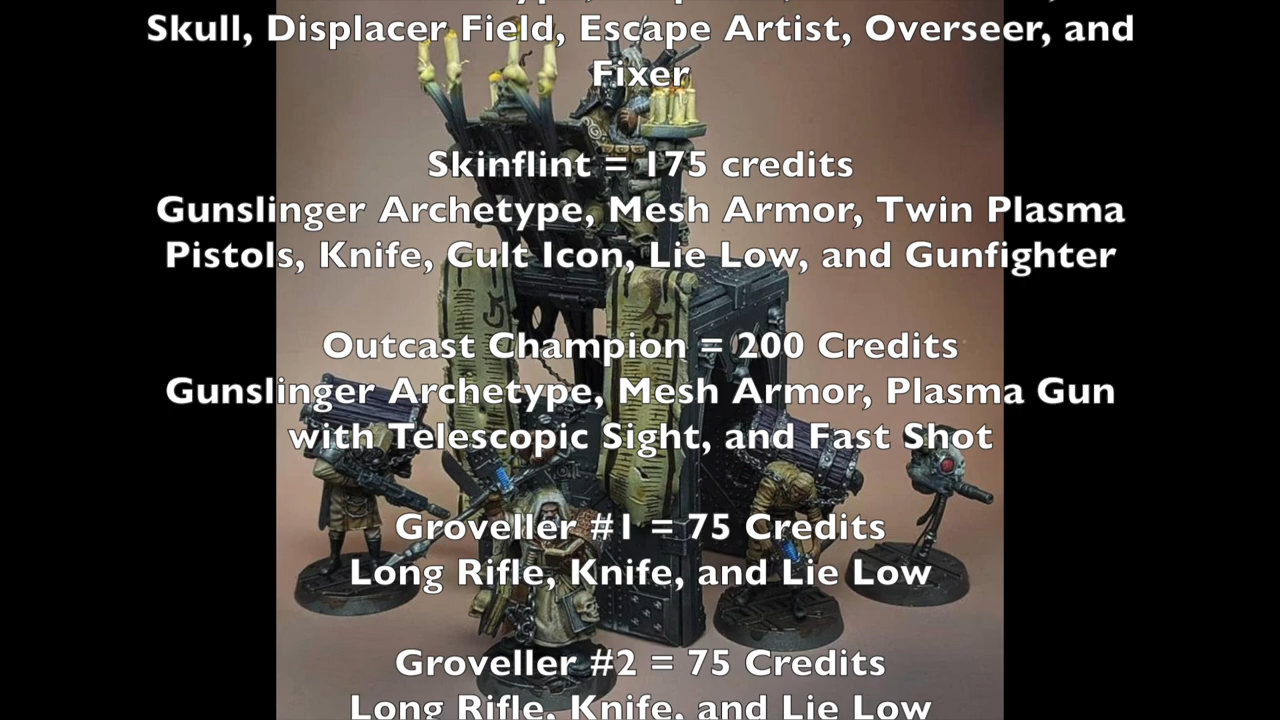 Skull, Displacer Field, Escape Artist, Overseer, and
Fixer
Skinflint = 175 credits
Gunslinger Archetype, Mesh Armor, Twin Plasma
Pistols, Knife, Cult Icon, Lie Low, and Gunfighter
Outcast Champion = 200 Credits
Gunslinger Archetype, Mesh Armor, Plasma Gun
with Telescopic Sight, and Fast Shot
Groveller #1 = 75 Credits
Long Rifle, Knife, and Lie Low
Groveller #2 = 75 Credits
Long Rifle, Knife, and Lie Low